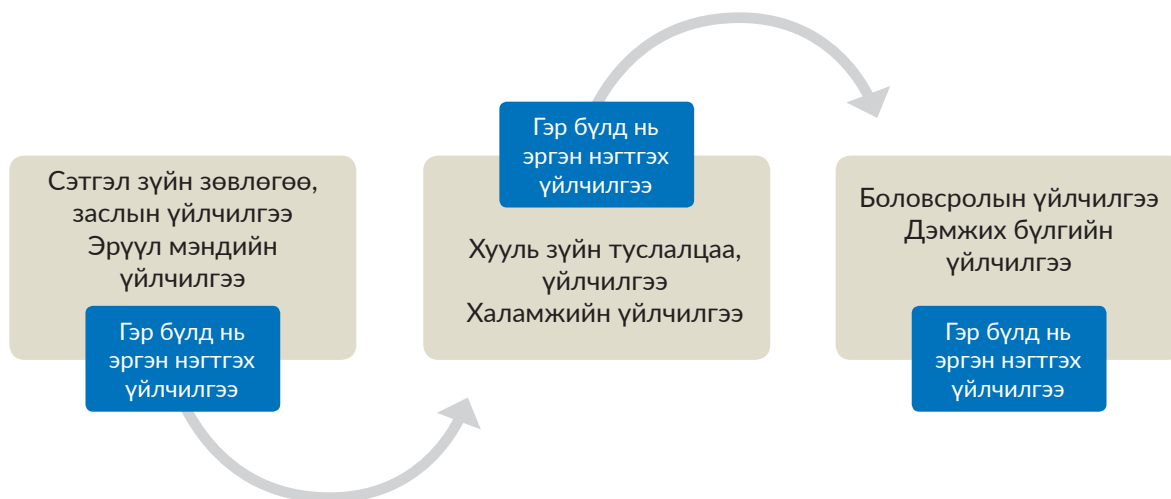 Сэтгэл зүйн зөвлөгөө,
заслын үйлчилгээ
Эрүүл мэндийн
үйлчилгээ
Гэр бүлд нь
эргэн нэгтгэх
үйлчилгээ
Гэр бүлд нь
эргэн нэгтгэх
үйлчилгээ
Хууль зүйн туслалцаа,
үйлчилгээ
Халамжийн үйлчилгээ
Боловсролын үйлчилгээ
Дэмжих бүлгийн
үйлчилгээ
Гэр бүлд нь
эргэн нэгтгэх
үйлчилгээ